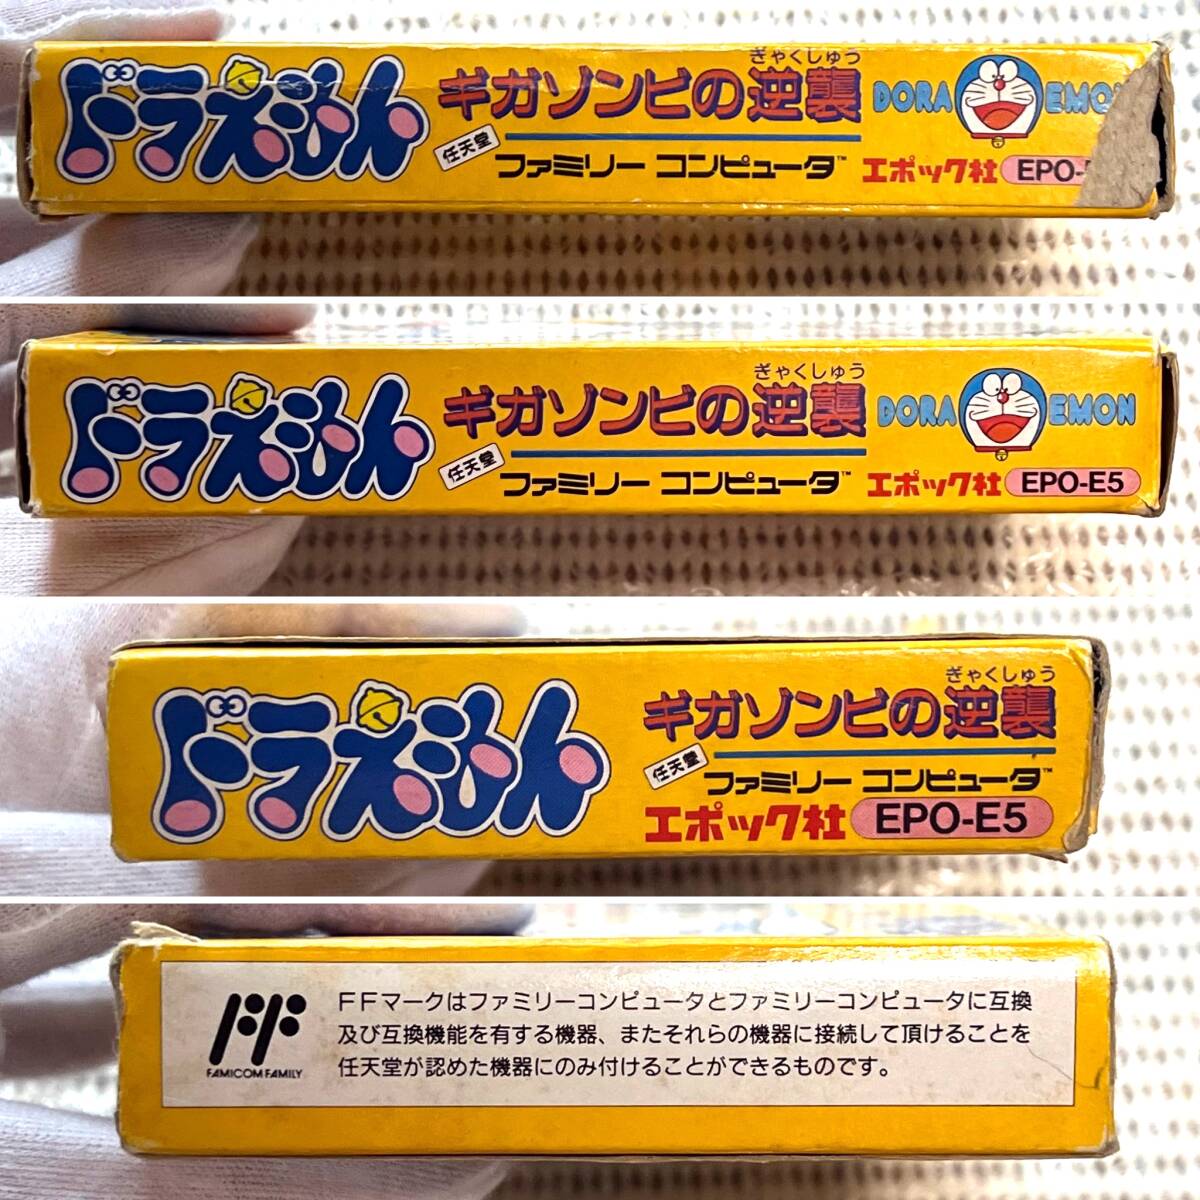 ドラえもん
ぎゃくしゅう
ギガゾンビの逆襲
DORA EMO
任天堂
ファミリー コンピュータ™
エポック社 EPO-
ドラえもん
ぎゃくしゅう
ギガゾンビの逆襲
DORA EMON
任天堂
ファミリー コンピュータ™
エポック社 EPO-E5
ドラえもん
ぎゃくしゅう
ギガゾンビの逆襲
任天堂
ファミリー コンピュータ™
エポック社 EPO-E5
FF
FAMICOM FAMILY
FFマークはファミリーコンピュータとファミリーコンピュータに互換
及び互換機能を有する機器、またそれらの機器に接続して頂けることを
任天堂が認めた機器にのみ付けることができるものです。